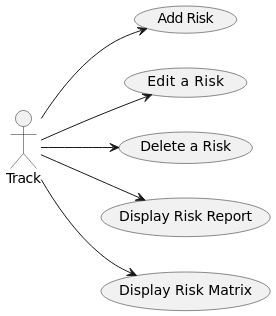 Add Risk
Edit a Risk
Delete a Risk
Track
Display Risk Report
Display Risk Matrix